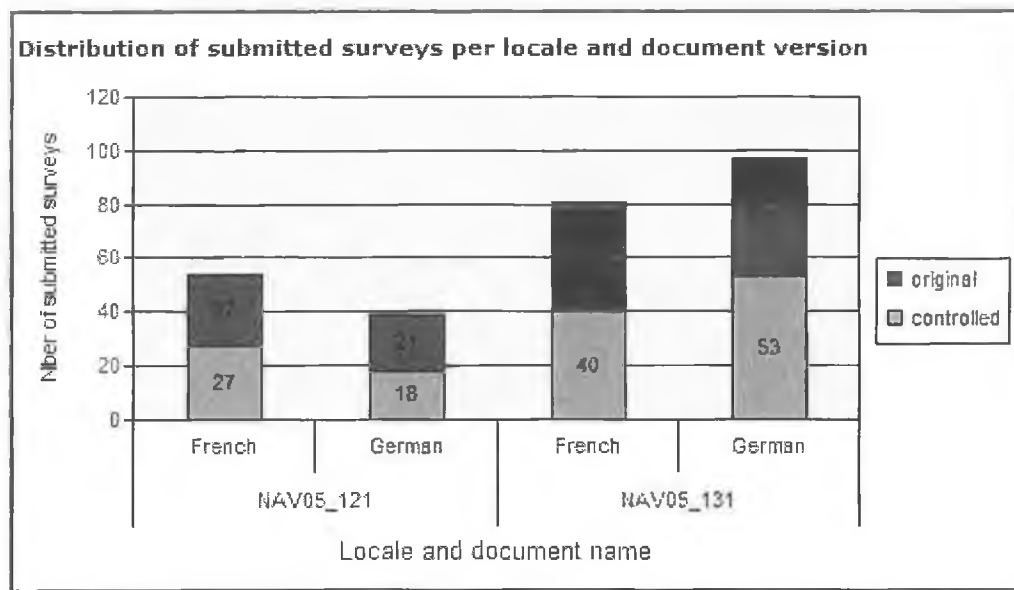 Distribution of submitted surveys per locale and document version
120
100
80
60
40
20
0
Nber of submitted surveys
27
21
18
40
53
original
controlled
French German French German
NAV05_121 NAV05_131
Locale and document name